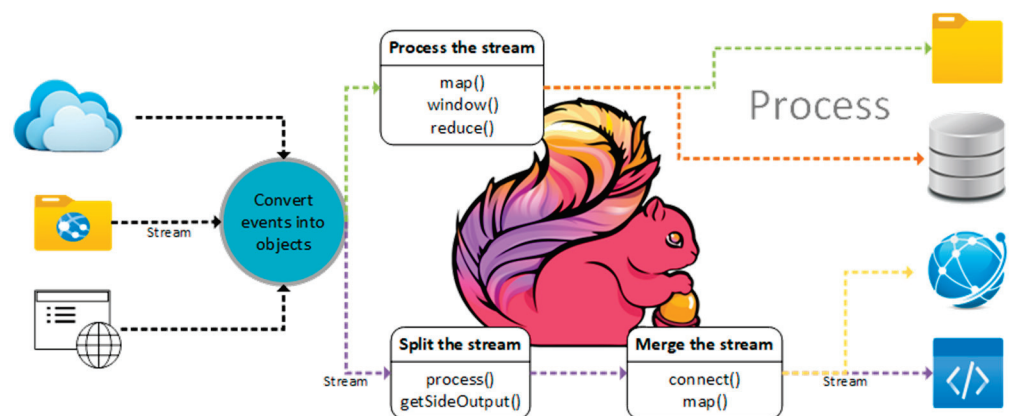 Process the stream
map()
window()
reduce()
Process
Convert
events into
objects
Stream
Split the stream
process()
getSideOutput()
Stream
Merge the stream
connect()
map()
Stream